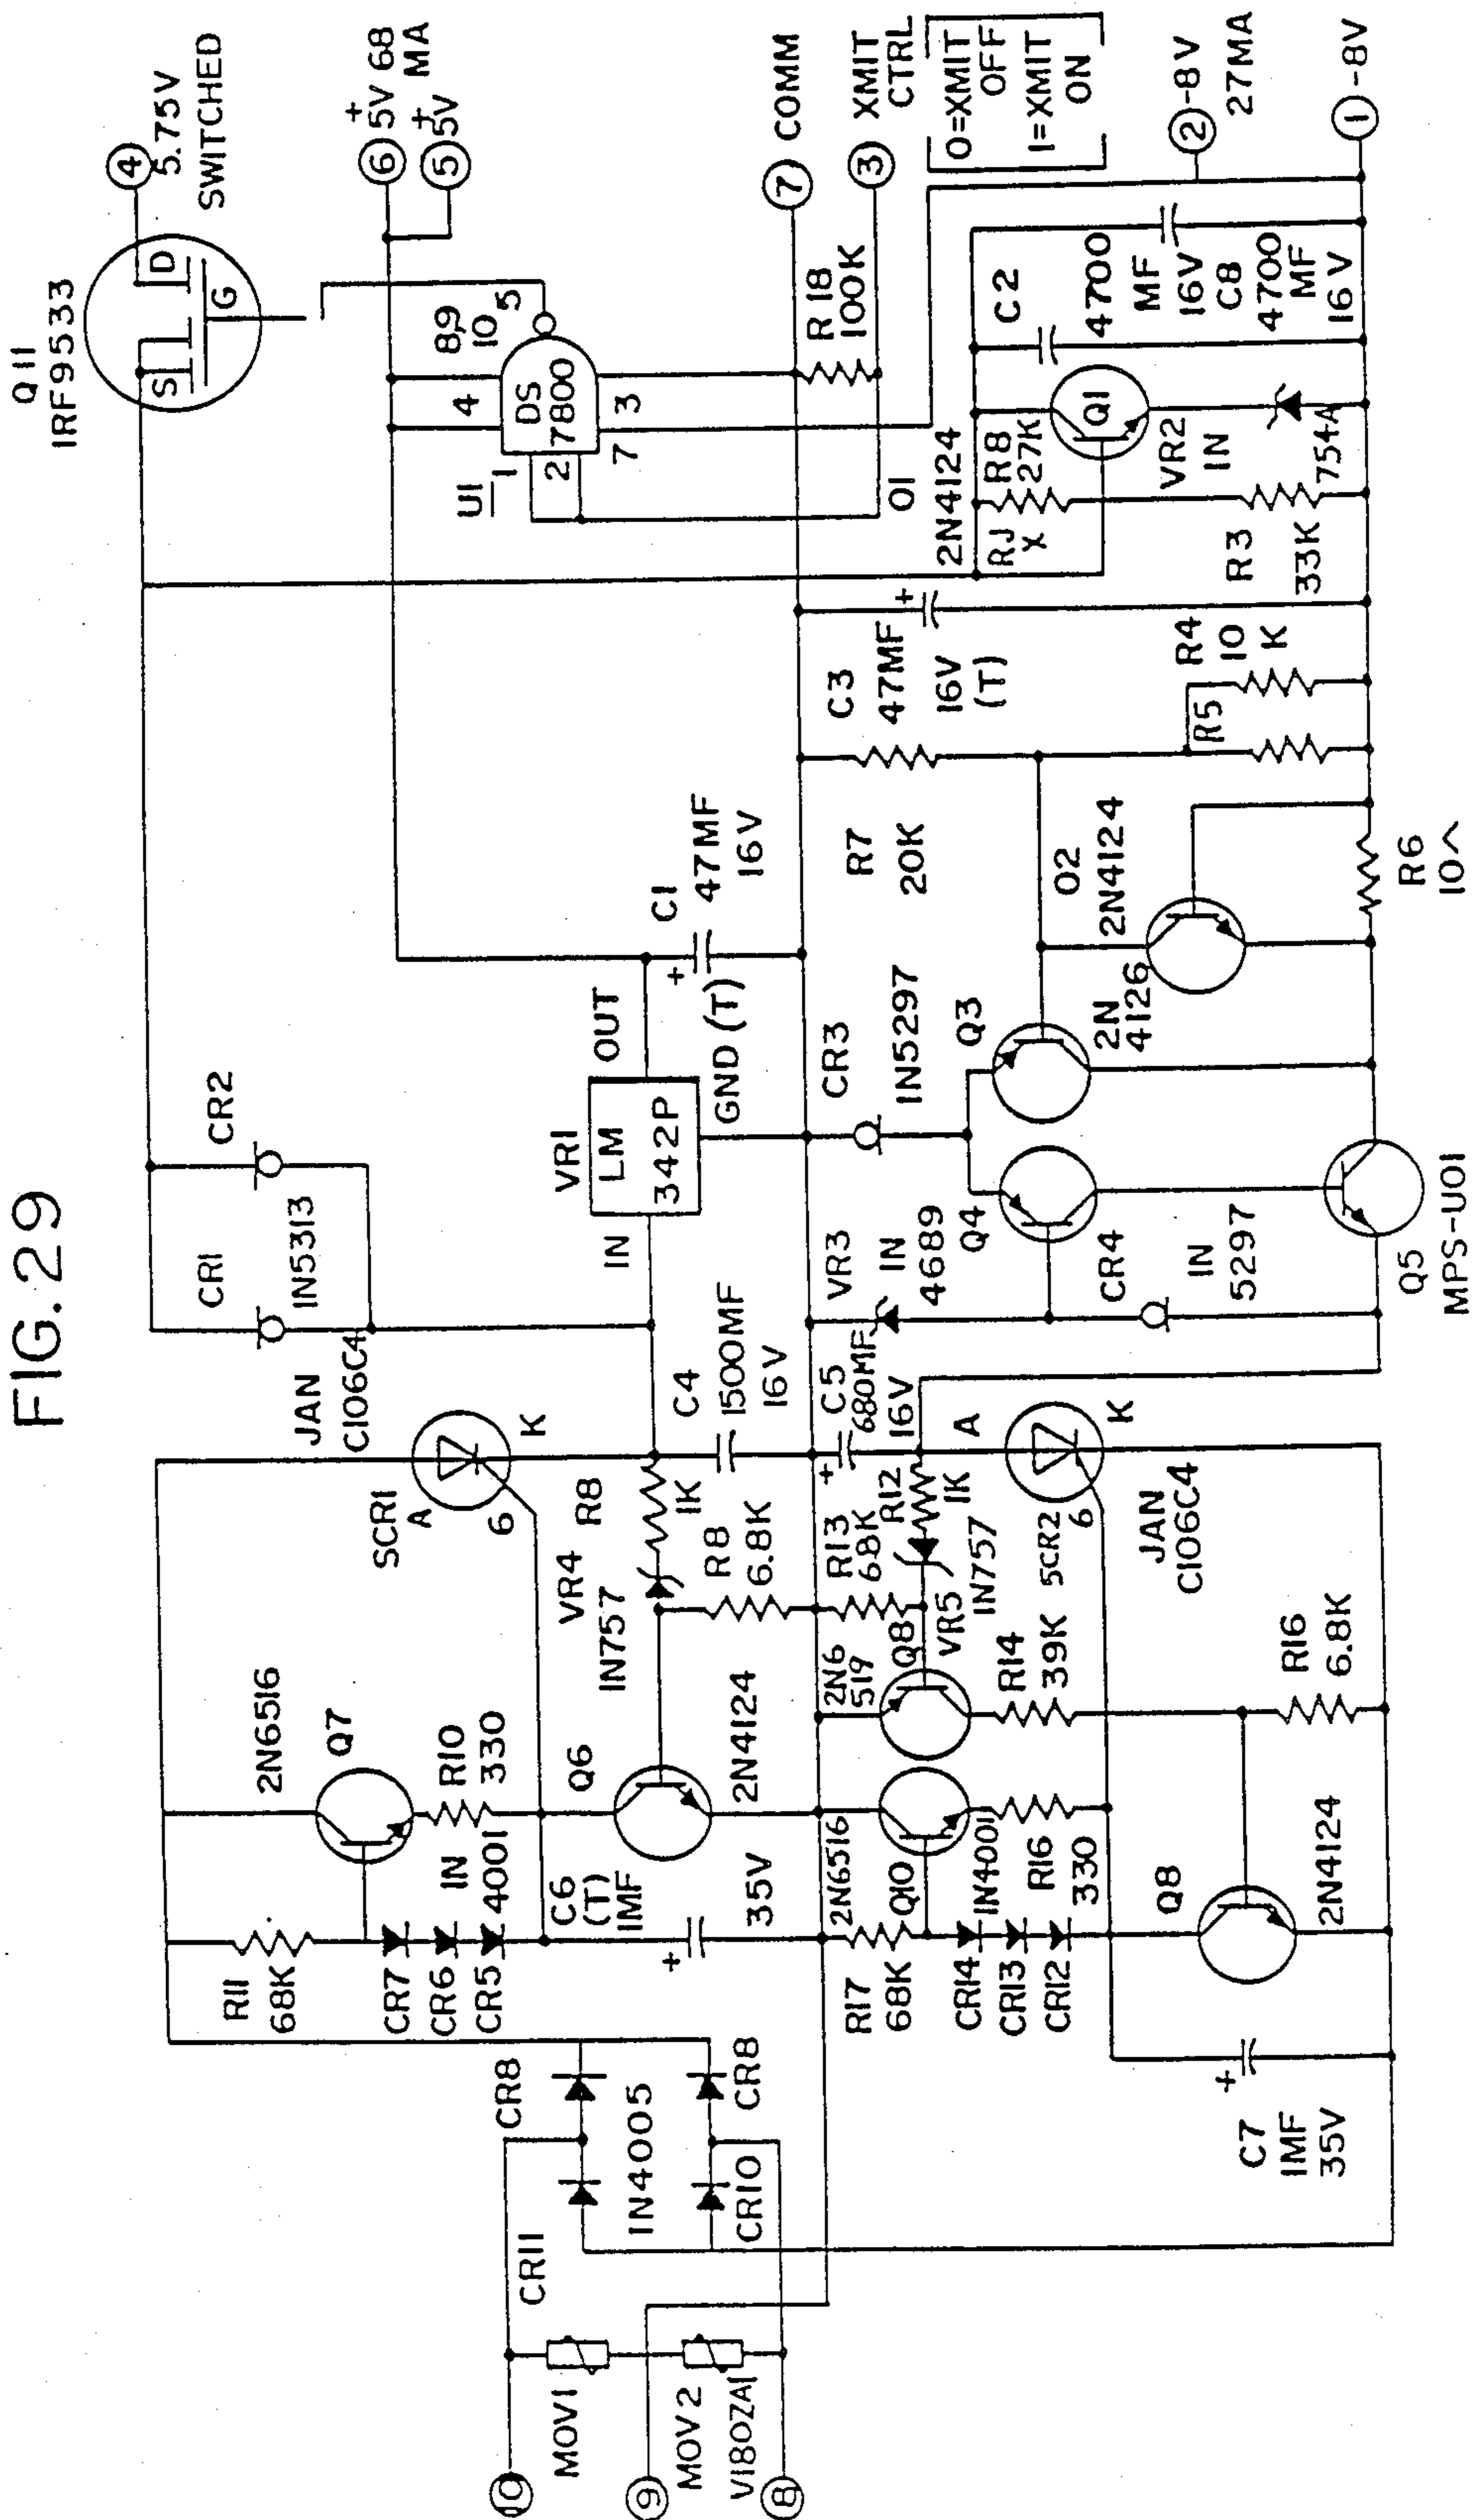 FIG. 29
Q11
IRF9533
S
D
G
4
5.75V
SWITCHED
6
+
5V 68
MA
5
+
5V
89
10
5
4
U1
1
2
DS
7800
7
3
7
COMM
R18
100K
3
XMIT
CTRL
0=XMIT
OFF
1=XMIT
ON
2
-8V
27MA
1
-8V
01
2N4124
RJ
X
R8
27K
Q1
C2
4700
MF
16V
C8
4700
MF
16V
VR2
IN
754A
R3
33K
R4
10
K
R5
C3
47MF
16V
(T)
+
R7
20K
02
2N4124
R6
10^
C1
47MF
16V
+
(T)
CR1
CR2
IN5313
VR1
LM
342P
IN
OUT
GND
CR3
IN5297
Q3
2N
4126
VR3
IN
4689
Q4
CR4
IN
5297
Q5
MPS-U01
JAN
C106C4
SCR1
A
6
K
R8
1K
C4
1500MF
16V
VR4
IN757
R8
6.8K
+
C5
680MF
16V
R12
1K
R13
68K
VR5
IN757
A
K
SCR2
6
JAN
C106C4
2N6516
Q7
R10
330
R11
68K
IN
4001
CR7
CR6
CR5
Q6
2N4124
C6
(T)
1MF
35V
+
2N6
519
Q8
R14
39K
R16
6.8K
2N6516
Q10
R17
68K
IN4001
CR14
CR13
CR12
R16
330
Q8
2N4124
+
C7
1MF
35V
CR8
CR8
IN4005
CR11
CR10
10
MOV1
9
MOV2
V180ZA1
8